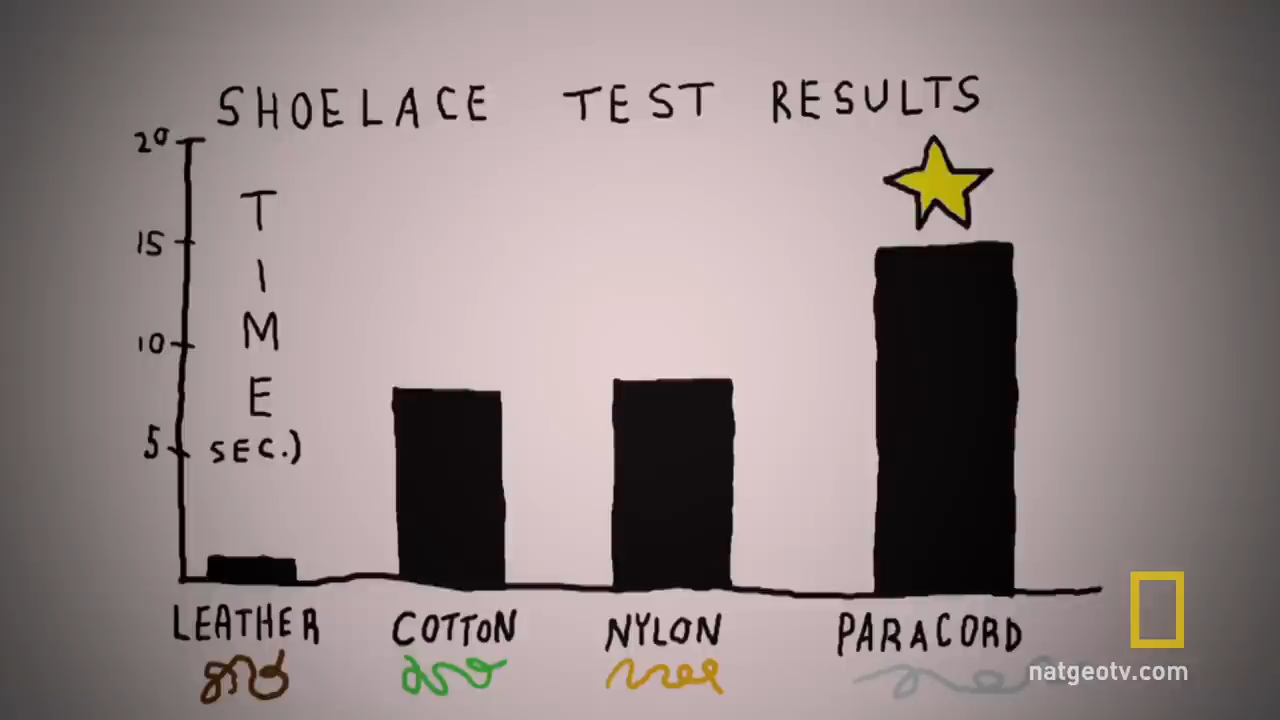 SHOELACE TEST RESULTS
20
15
10
5
TIME
SEC.)
LEATHER COTTON NYLON PARACORD
natgeotv.com